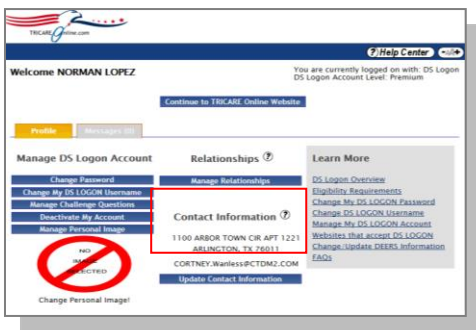 TRICARE Online.com
Help Center
Welcome NORMAN LOPEZ
You are currently logged on with: DS Logon
DS Logon Account Level: Premium
Continue to TRICARE Online Website
Profile
Messages (0)
Manage DS Logon Account
Change Password
Change My DS LOGON Username
Manage Challenge Questions
Deactivate My Account
Manage Personal Image
NO
IMAGE
SELECTED
Change Personal Image!
Relationships ?
Manage Relationships
Contact Information ?
1100 ARBOR TOWN CIR APT 1221
ARLINGTON, TX 76011
CORTNEY.Wanless@CTDM2.COM
Update Contact Information
Learn More
DS Logon Overview
Eligibility Requirements
Change My DS LOGON Password
Change DS LOGON Username
Manage My DS LOGON Account
Websites that accept DS LOGON
Change/Update DEERS Information
FAQs